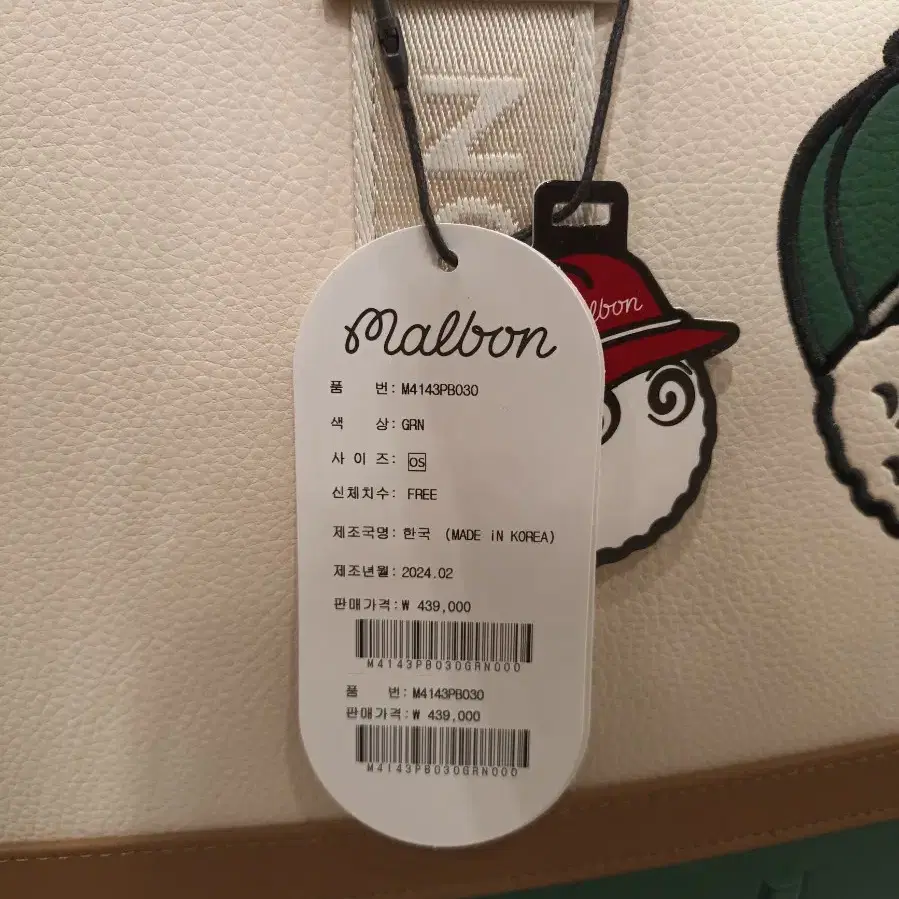 N
Malbon
lbon
품 번: M4143PB030
색 상: GRN
사 이 즈: OS
신체치수: FREE
제조국명: 한국 (MADE iN KOREA)
제조년월: 2024.02
판매가격:₩ 439,000
M4143PB030GRN000
품 번: M4143PB030
판매가격:₩ 439,000
M4143PB030GRN000